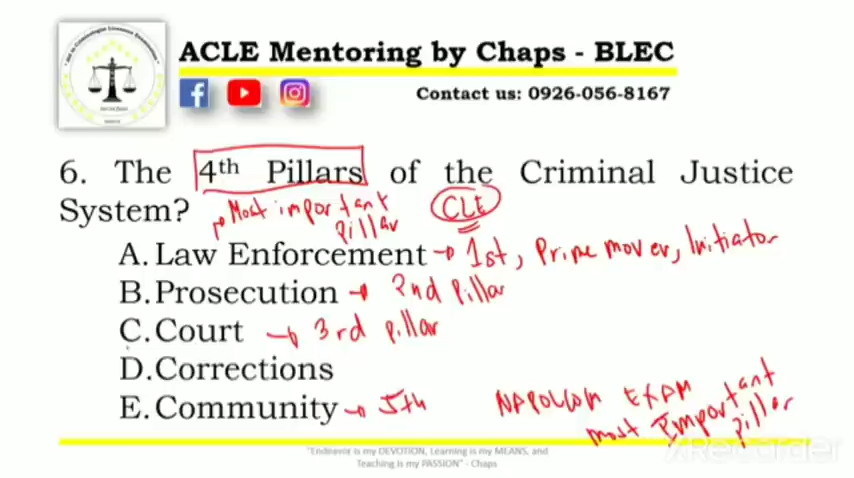 ACLE Mentoring by Chaps - BLEC
Contact us: 0926-056-8167
6. The 4th Pillars of the Criminal Justice
System? Most important pillar CLE
A. Law Enforcement → 1st, Prime mover, Initiator
B. Prosecution → 2nd pillar
C. Court → 3rd pillar
D. Corrections
E. Community → 5th NAPOLCOM EXAM
most Important pillar
"Endeavor is my DEVOTION, Learning is my MEANS, and
Teaching is my PASSION" - Chaps
XRecorder